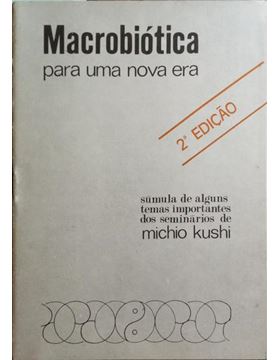 Macrobiótica
para uma nova era
2ª EDIÇÃO
súmula de alguns
temas importantes
dos seminários de
michio kushi